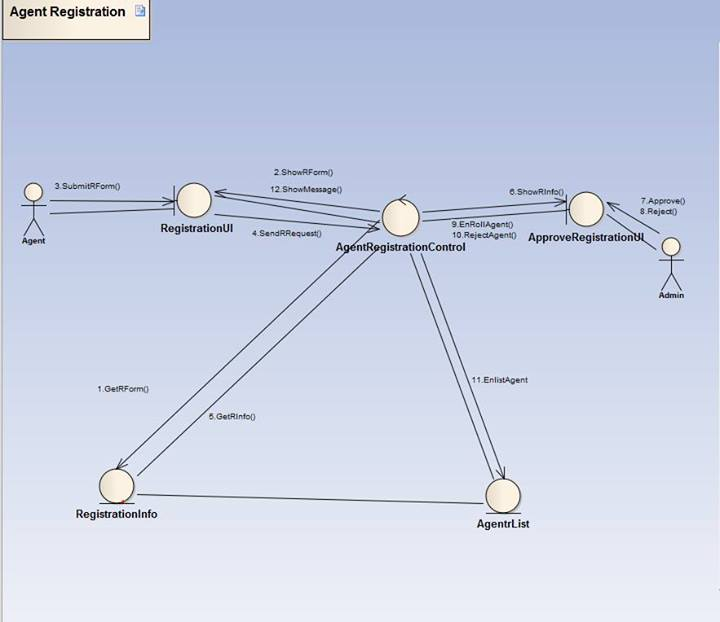 Agent Registration
2.ShowRForm()
3.SubmitRForm()
12.ShowMessage()
6.ShowRInfo()
7.Approve()
8.Reject()
RegistrationUI
4.SendRRequest()
9.EnRollAgent()
10.RejectAgent()
Agent
AgentRegistrationControl
ApproveRegistrationUI
Admin
11.EnlistAgent
1.GetRForm()
5.GetRInfo()
RegistrationInfo
AgentrList